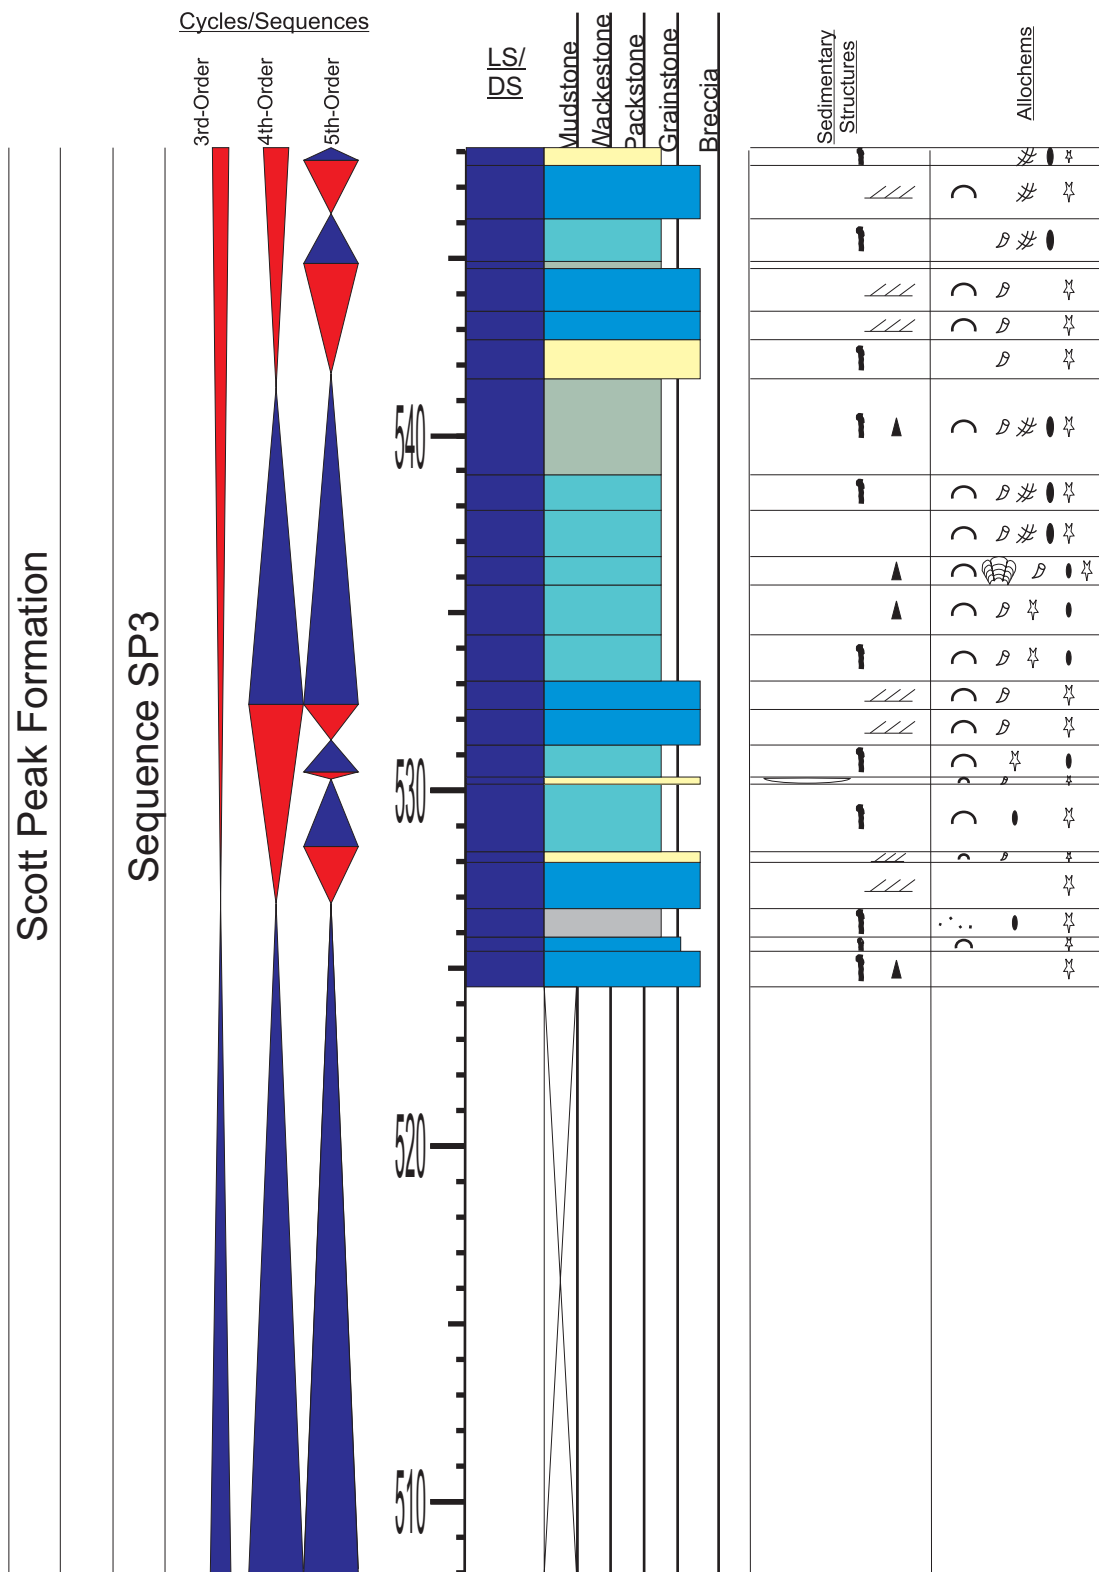 Cycles/Sequences
3rd-Order
4th-Order
5th-Order
LS/
DS
Mudstone
Wackestone
Packstone
Grainstone
Breccia
Sedimentary
Structures
Allochems
Scott Peak Formation
Sequence SP3
540
530
520
510